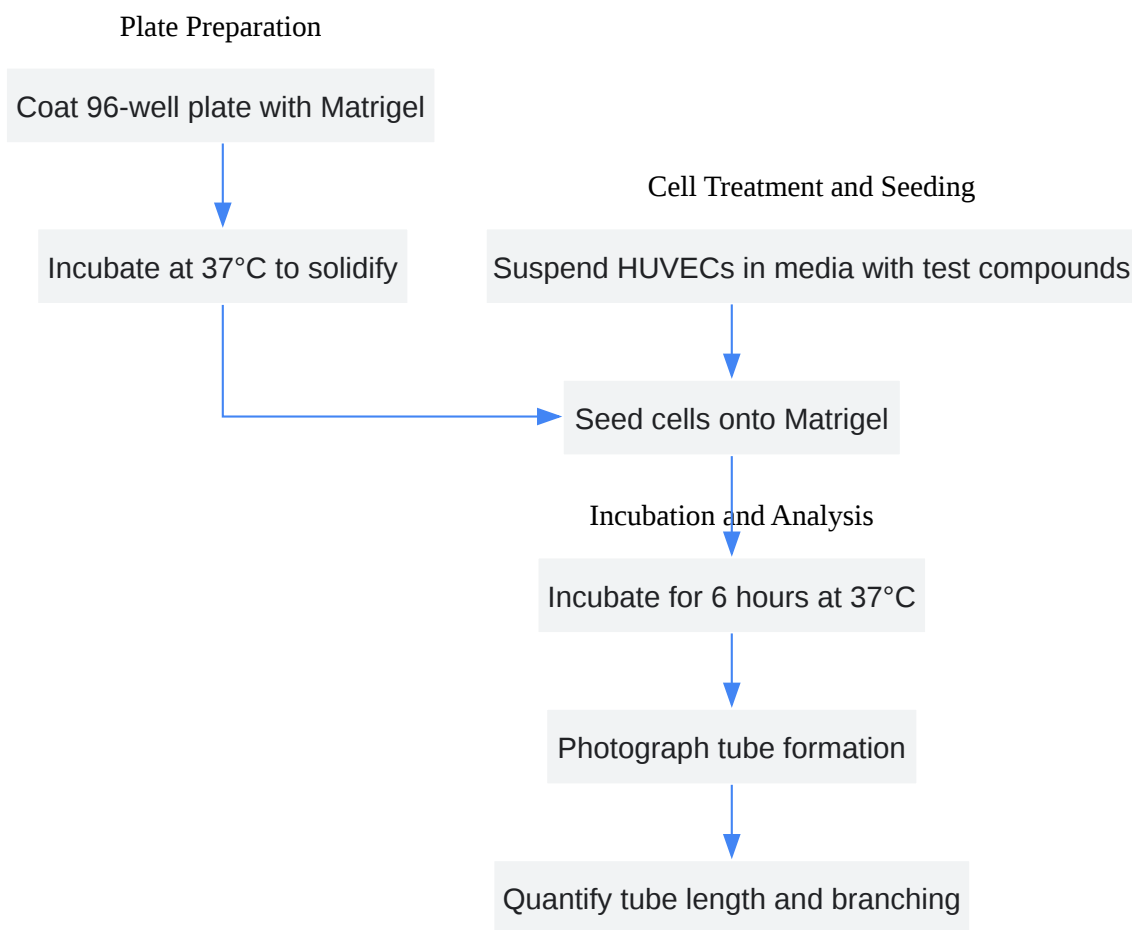 Plate Preparation
Coat 96-well plate with Matrigel
Incubate at 37°C to solidify
Cell Treatment and Seeding
Suspend HUVECs in media with test compounds
Seed cells onto Matrigel
Incubation and Analysis
Incubate for 6 hours at 37°C
Photograph tube formation
Quantify tube length and branching